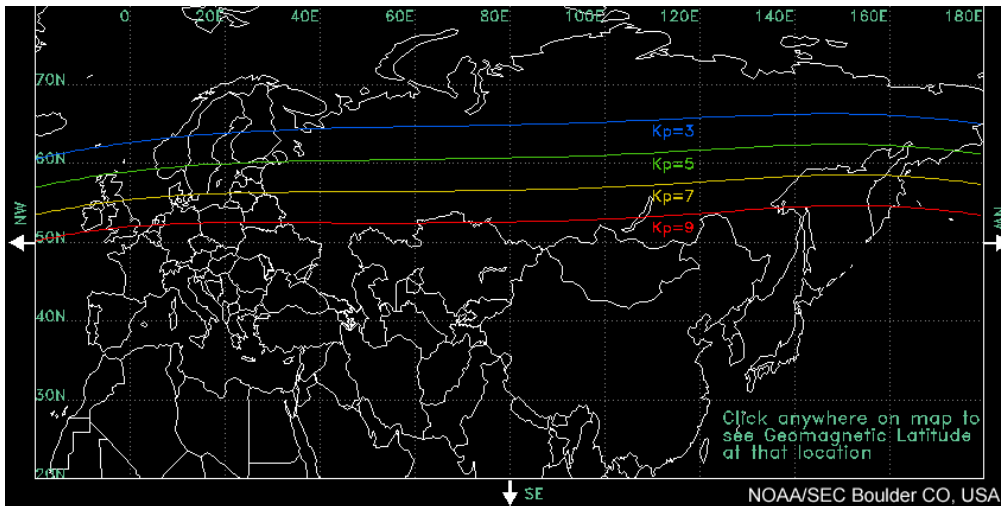 0 20E 40E 60E 80E 100E 120E 140E 160E 180E
70N
Kp=3
60N
Kp=5
Kp=7
NW
NW
Kp=9
50N
40N
30N
Click anywhere on map to
see Geomagnetic Latitude
at that location
20N
SE
NOAA/SEC Boulder CO, USA